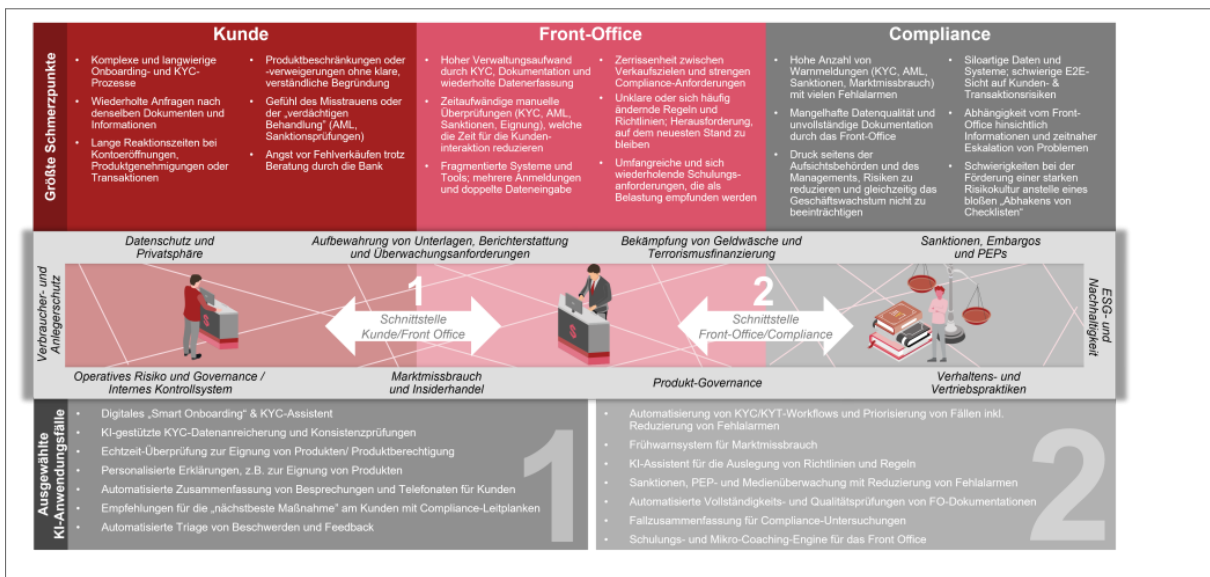 Kunde
Front-Office
Compliance
Größte Schmerzpunkte
• Komplexe und langwierige
Onboarding- und KYC-
Prozesse
• Wiederholte Anfragen nach
denselben Dokumenten und
Informationen
• Lange Reaktionszeiten bei
Kontoeröffnungen,
Produktgenehmigungen oder
Transaktionen
• Produktbeschränkungen oder
-verweigerungen ohne klare,
verständliche Begründung
• Gefühl des Misstrauens oder
der „verdächtigen
Behandlung" (AML,
Sanktionsprüfungen)
• Angst vor Fehlverkäufen trotz
Beratung durch die Bank
• Hoher Verwaltungsaufwand
durch KYC, Dokumentation und
wiederholte Datenerfassung
• Zeitaufwändige manuelle
Überprüfungen (KYC, AML,
Sanktionen, Eignung), welche
die Zeit für die Kunden-
interaktion reduzieren
• Fragmentierte Systeme und
Tools; mehrere Anmeldungen
und doppelte Dateneingabe
• Zerrissenheit zwischen
Verkaufszielen und strengen
Compliance-Anforderungen
• Unklare oder sich häufig
ändernde Regeln und
Richtlinien; Herausforderung,
auf dem neuesten Stand zu
bleiben
• Umfangreiche und sich
wiederholende Schulungs-
anforderungen, die als
Belastung empfunden werden
• Hohe Anzahl von
Warnmeldungen (KYC, AML,
Sanktionen, Marktmissbrauch)
mit vielen Fehlalarmen
• Mangelhafte Datenqualität und
unvollständige Dokumentation
durch das Front-Office
• Druck seitens der
Aufsichtsbehörden und des
Managements, Risiken zu
reduzieren und gleichzeitig das
Geschäftswachstum nicht zu
beeinträchtigen
• Siloartige Daten und
Systeme; schwierige E2E-
Sicht auf Kunden- &
Transaktionsrisiken
• Abhängigkeit vom Front-
Office hinsichtlich
Informationen und zeitnaher
Eskalation von Problemen
• Schwierigkeiten bei der
Förderung einer starken
Risikokultur anstelle eines
bloßen „Abhakens von
Checklisten"
Datenschutz und
Privatsphäre
Aufbewahrung von Unterlagen, Berichterstattung
und Überwachungsanforderungen
Bekämpfung von Geldwäsche und
Terrorismusfinanzierung
Sanktionen, Embargos
und PEPs
Verbraucher- und
Anlegerschutz
1
Schnittstelle
Kunde/Front Office
2
Schnittstelle
Front-Office/Compliance
ESG- und
Nachhaltigkeit
$
$
Operatives Risiko und Governance /
Internes Kontrollsystem
Marktmissbrauch
und Insiderhandel
Produkt-Governance
Verhaltens- und
Vertriebspraktiken
Ausgewählte
KI-Anwendungsfälle
• Digitales „Smart Onboarding" & KYC-Assistent
• KI-gestützte KYC-Datenanreicherung und Konsistenzprüfungen
• Echtzeit-Überprüfung zur Eignung von Produkten/ Produktberechtigung
• Personalisierte Erklärungen, z.B. zur Eignung von Produkten
• Automatisierte Zusammenfassung von Besprechungen und Telefonaten für Kunden
• Empfehlungen für die „nächstbeste Maßnahme" am Kunden mit Compliance-Leitplanken
• Automatisierte Triage von Beschwerden und Feedback
1
• Automatisierung von KYC/KYT-Workflows und Priorisierung von Fällen inkl.
Reduzierung von Fehlalarmen
• Frühwarnsystem für Marktmissbrauch
• KI-Assistent für die Auslegung von Richtlinien und Regeln
• Sanktionen, PEP- und Medienüberwachung mit Reduzierung von Fehlalarmen
• Automatisierte Vollständigkeits- und Qualitätsprüfungen von FO-Dokumentationen
• Fallzusammenfassung für Compliance-Untersuchungen
• Schulungs- und Mikro-Coaching-Engine für das Front Office
2